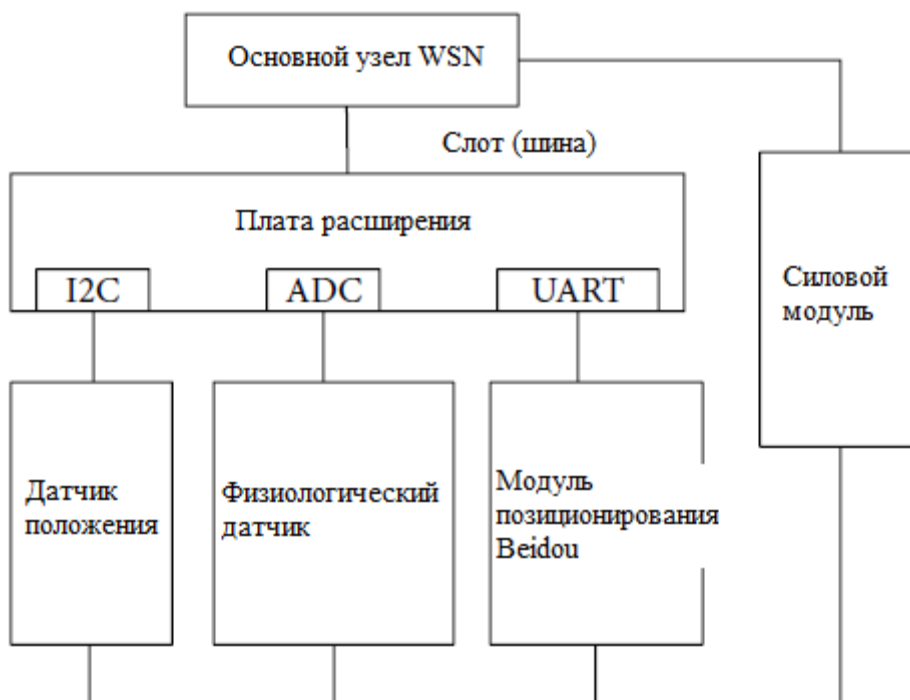 Основной узел WSN
Слот (шина)
Плата расширения
I2C
ADC
UART
Силовой
модуль
Датчик
положения
Физиологический
датчик
Модуль
позиционирования
Beidou